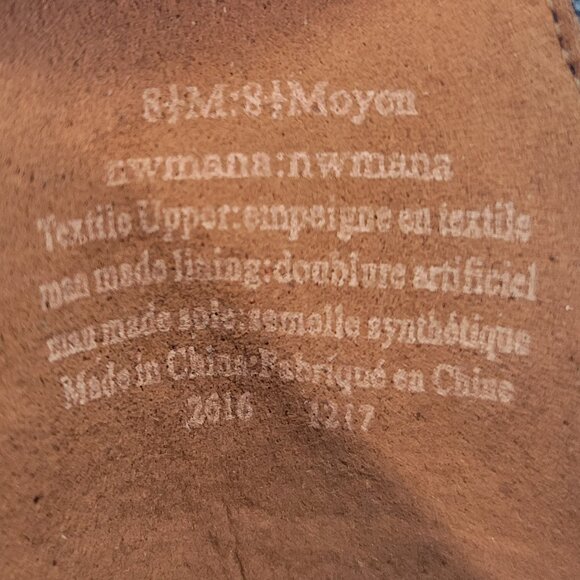 8½M:8½Moyen
nwmana:nwmana
Textile Upper:empeigne en textile
man made lining:doublure artificiel
man made sole:semelle synthétique
Made in China:Fabriqué en Chine
2016 1217